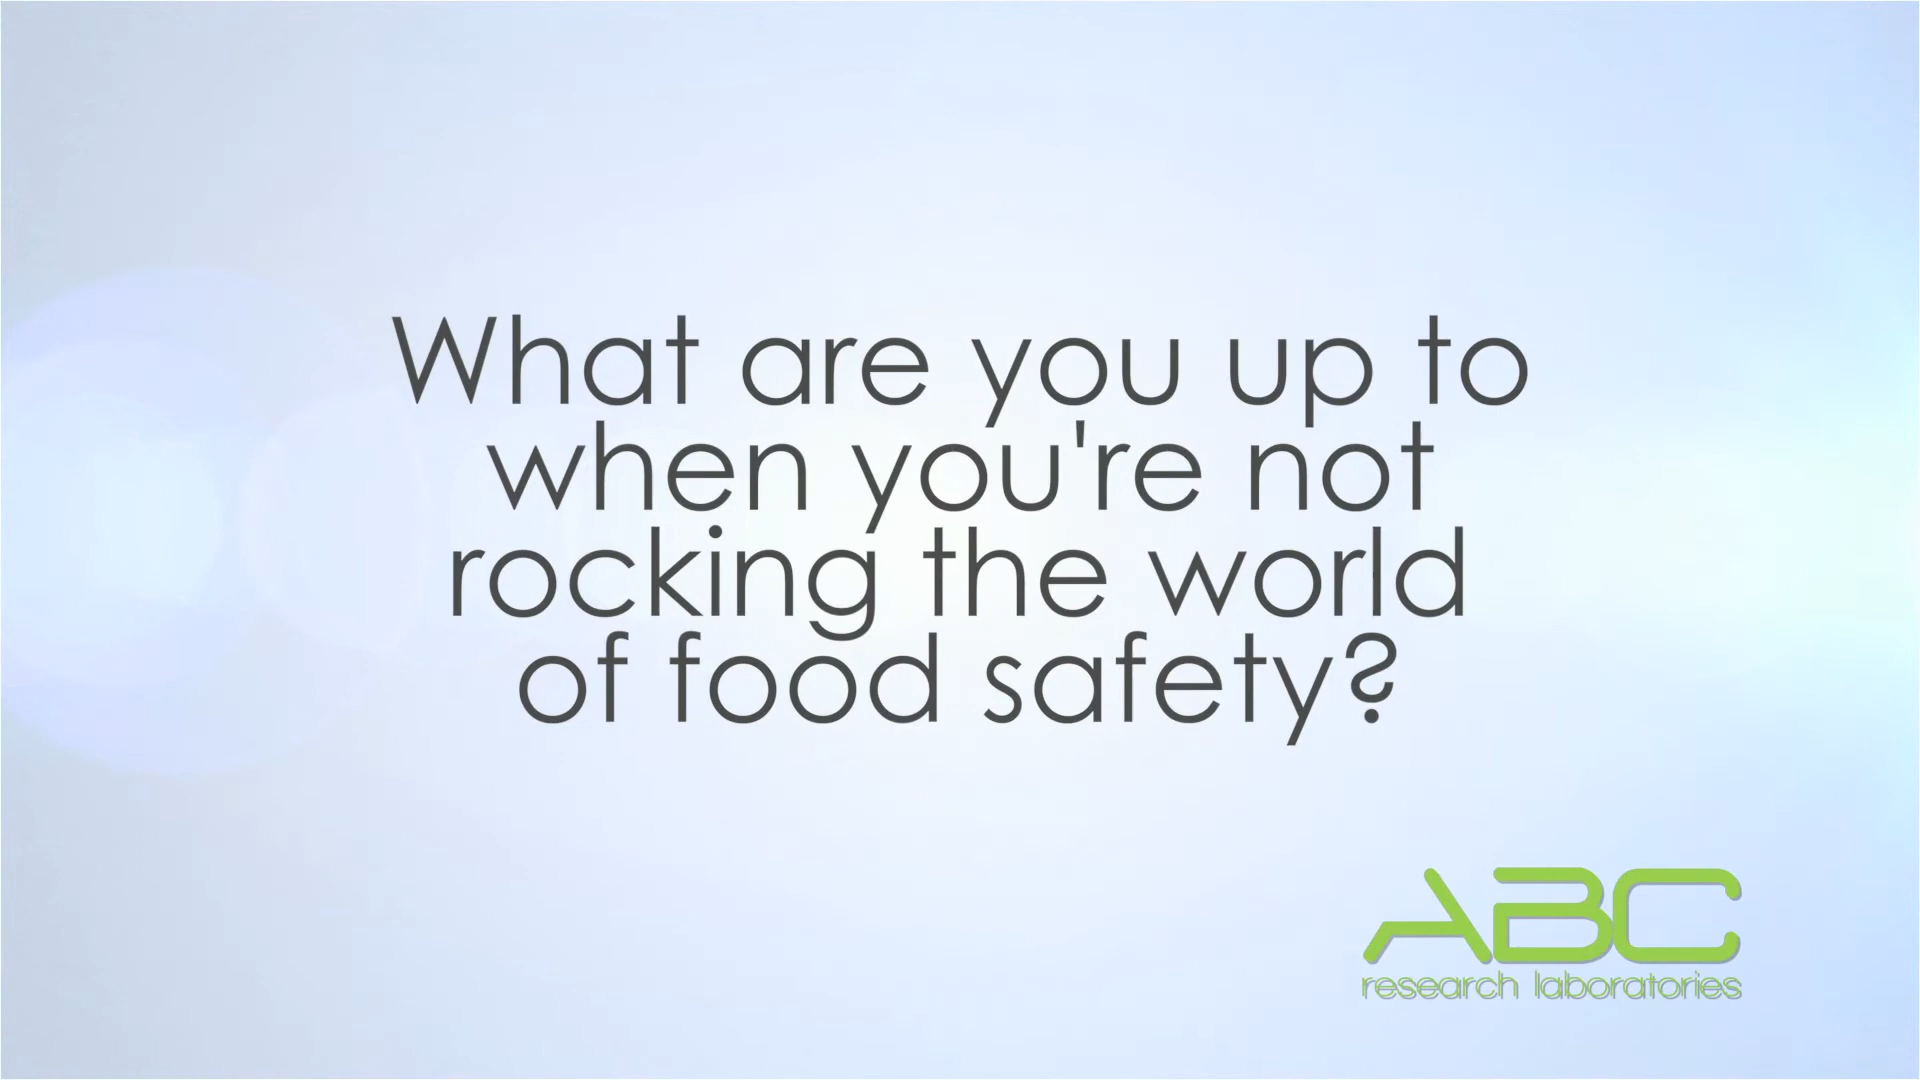 What are you up to
when you're not
rocking the world
of food safety?
ABC
research laboratories